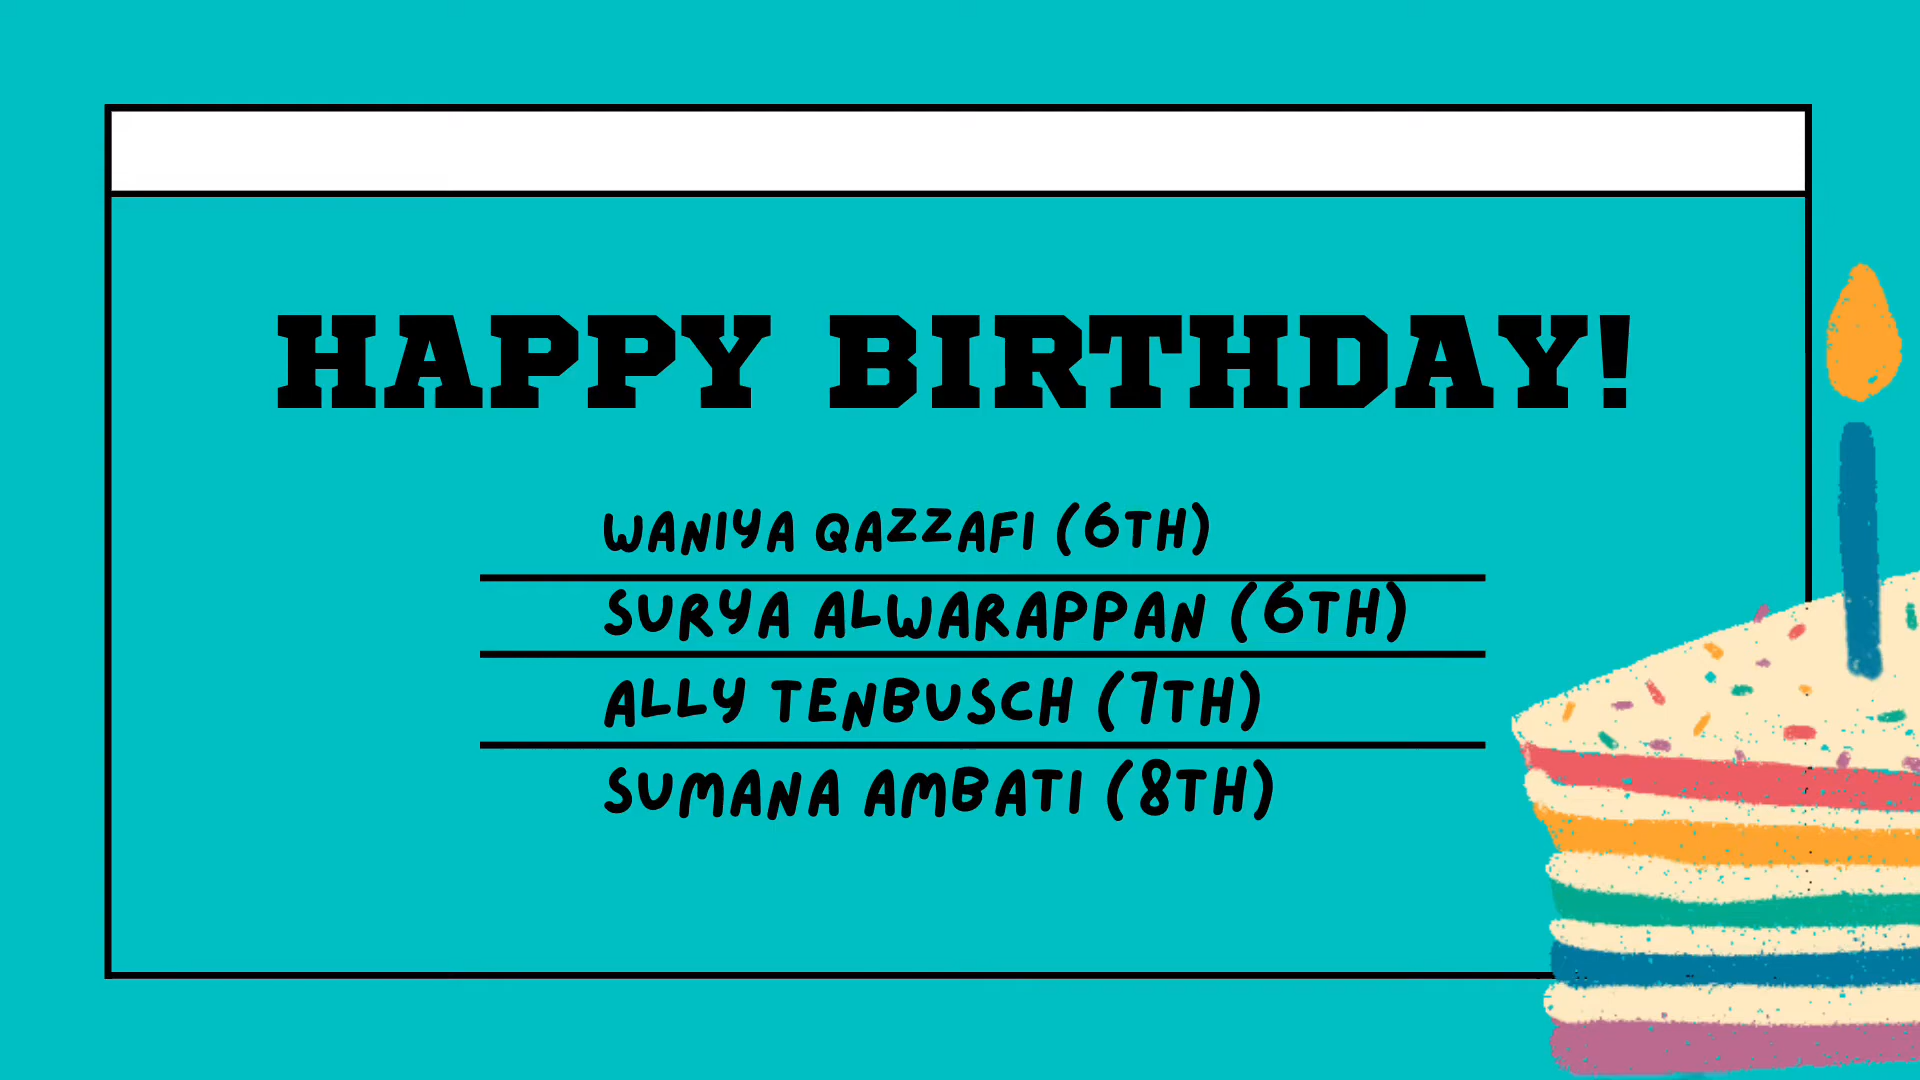 HAPPY BIRTHDAY!
WANIYA QAZZAFI (6TH)
SURYA ALWARAPPAN (6TH)
ALLY TENBUSCH (7TH)
SUMANA AMBATI (8TH)